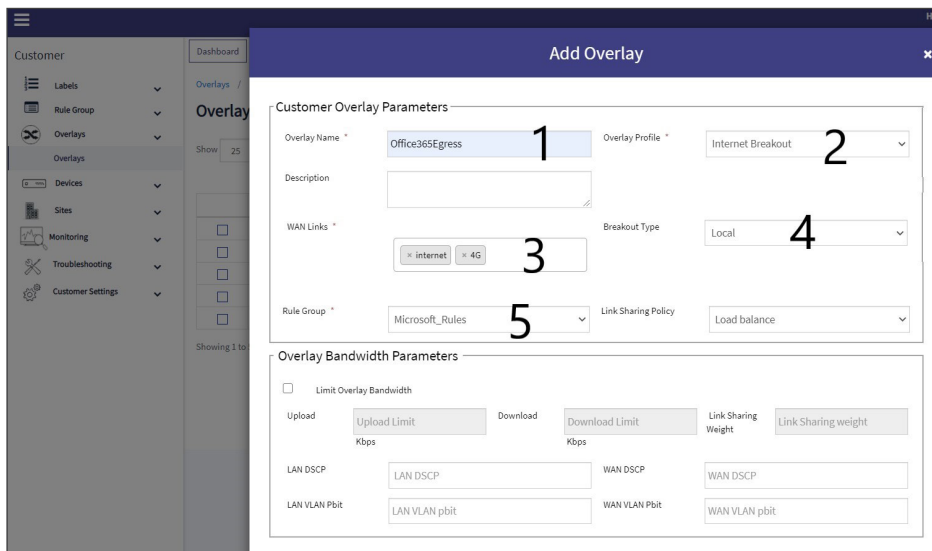 H
Customer
Dashboard
Add Overlay
×
Labels
Rule Group
Overlays
Overlays
Devices
Sites
Monitoring
Troubleshooting
Customer Settings
Overlays /
Overlay
Show 25
Showing 1 to
Customer Overlay Parameters
Overlay Name * Office365Egress 1 Overlay Profile * Internet Breakout 2
Description
WAN Links * × internet × 4G 3 Breakout Type Local 4
Rule Group * Microsoft_Rules 5 Link Sharing Policy Load balance
Overlay Bandwidth Parameters
Limit Overlay Bandwidth
Upload Upload Limit Download Download Limit Link Sharing Link Sharing weight
Kbps Kbps Weight
LAN DSCP LAN DSCP WAN DSCP WAN DSCP
LAN VLAN Pbit LAN VLAN pbit WAN VLAN Pbit WAN VLAN pbit